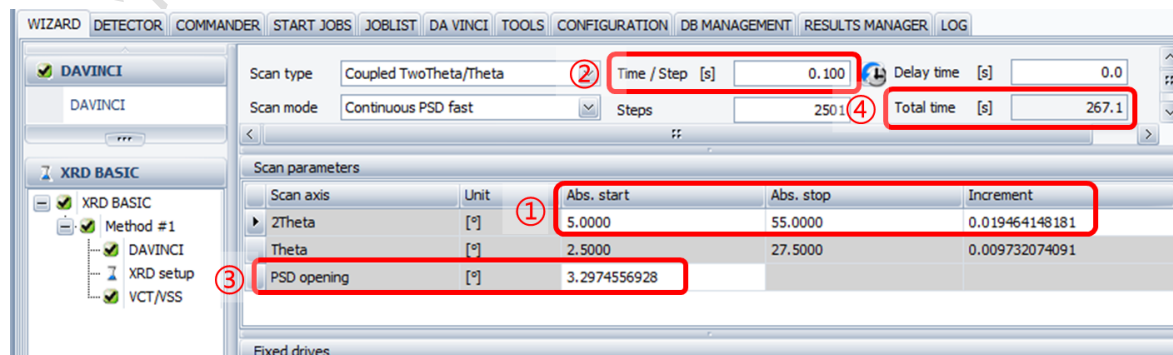 WIZARD DETECTOR COMMANDER START JOBS JOBLIST DA VINCI TOOLS CONFIGURATION DB MANAGEMENT RESULTS MANAGER LOG
DAVINCI
DAVINCI
Scan type Coupled TwoTheta/Theta ② Time / Step [s] 0.100 Delay time [s] 0.0
Scan mode Continuous PSD fast Steps 2501 ④ Total time [s] 267.1
XRD BASIC
XRD BASIC
Method #1
DAVINCI
XRD setup
VCT/VSS
Scan parameters
Scan axis Unit Abs. start Abs. stop Increment
① 2Theta [°] 5.0000 55.0000 0.019464148181
Theta [°] 2.5000 27.5000 0.009732074091
③ PSD opening [°] 3.2974556928
Fixed drives